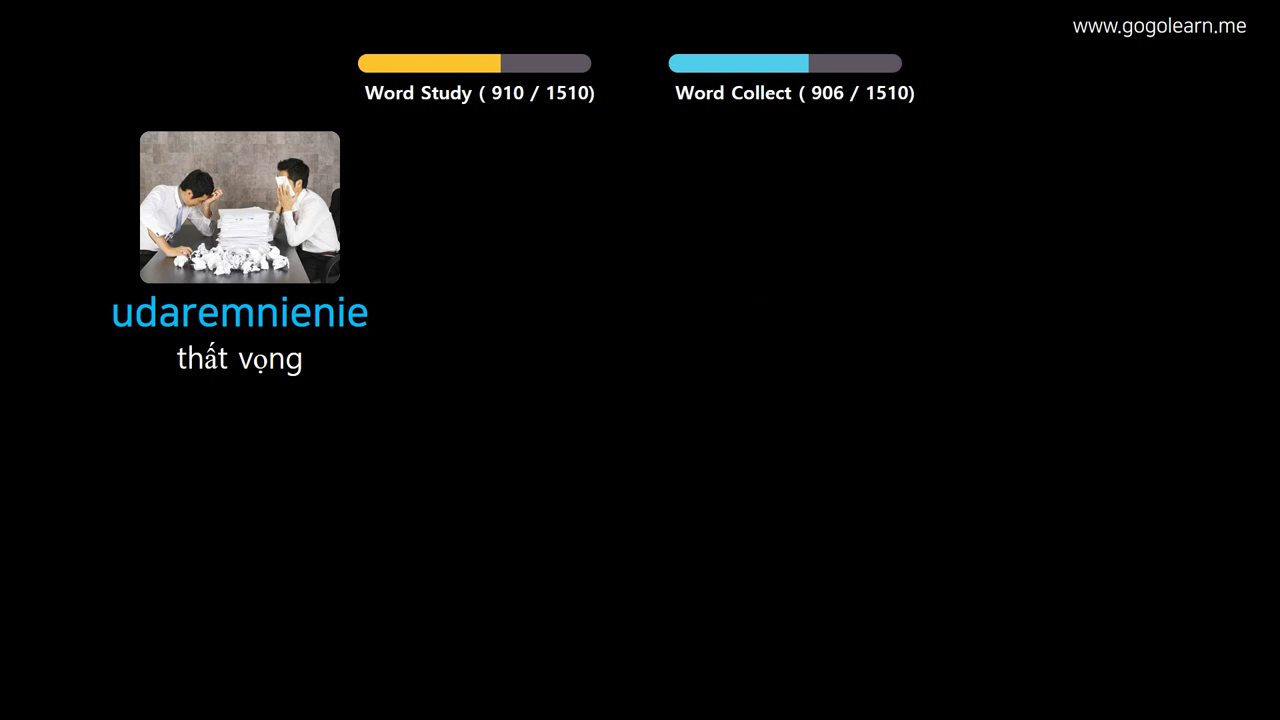 www.gogolearn.me
Word Study ( 910 / 1510)
Word Collect ( 906 / 1510)
udaremnienie
thất vọng